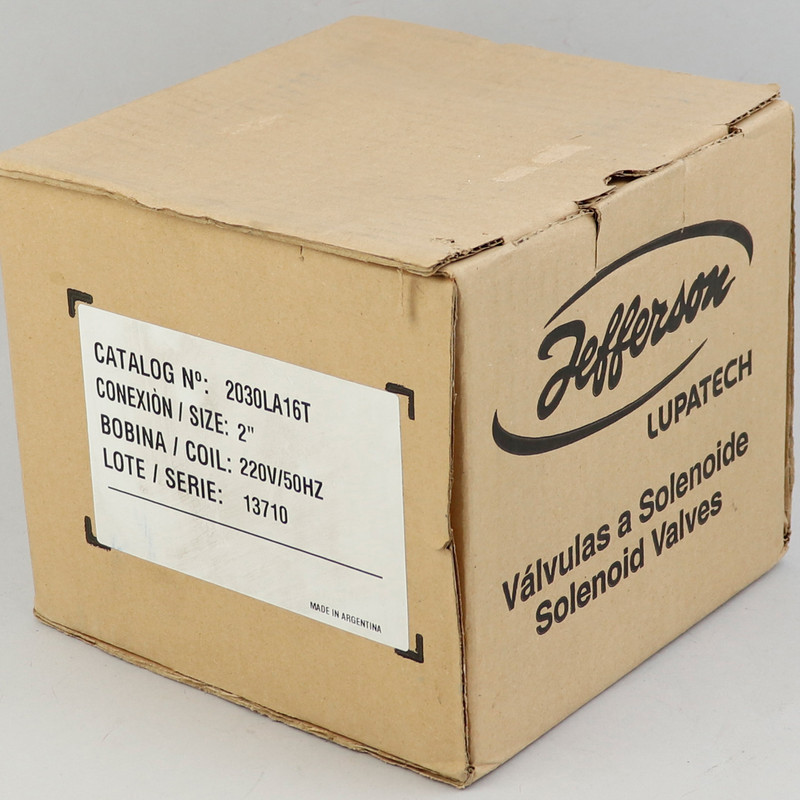 CATALOG Nº: 2030LA16T
CONEXIÒN / SIZE: 2"
BOBINA / COIL: 220V/50HZ
LOTE / SERIE: 13710
MADE IN ARGENTINA
Jefferson
LUPATECH
Válvulas a Solenoide
Solenoid Valves